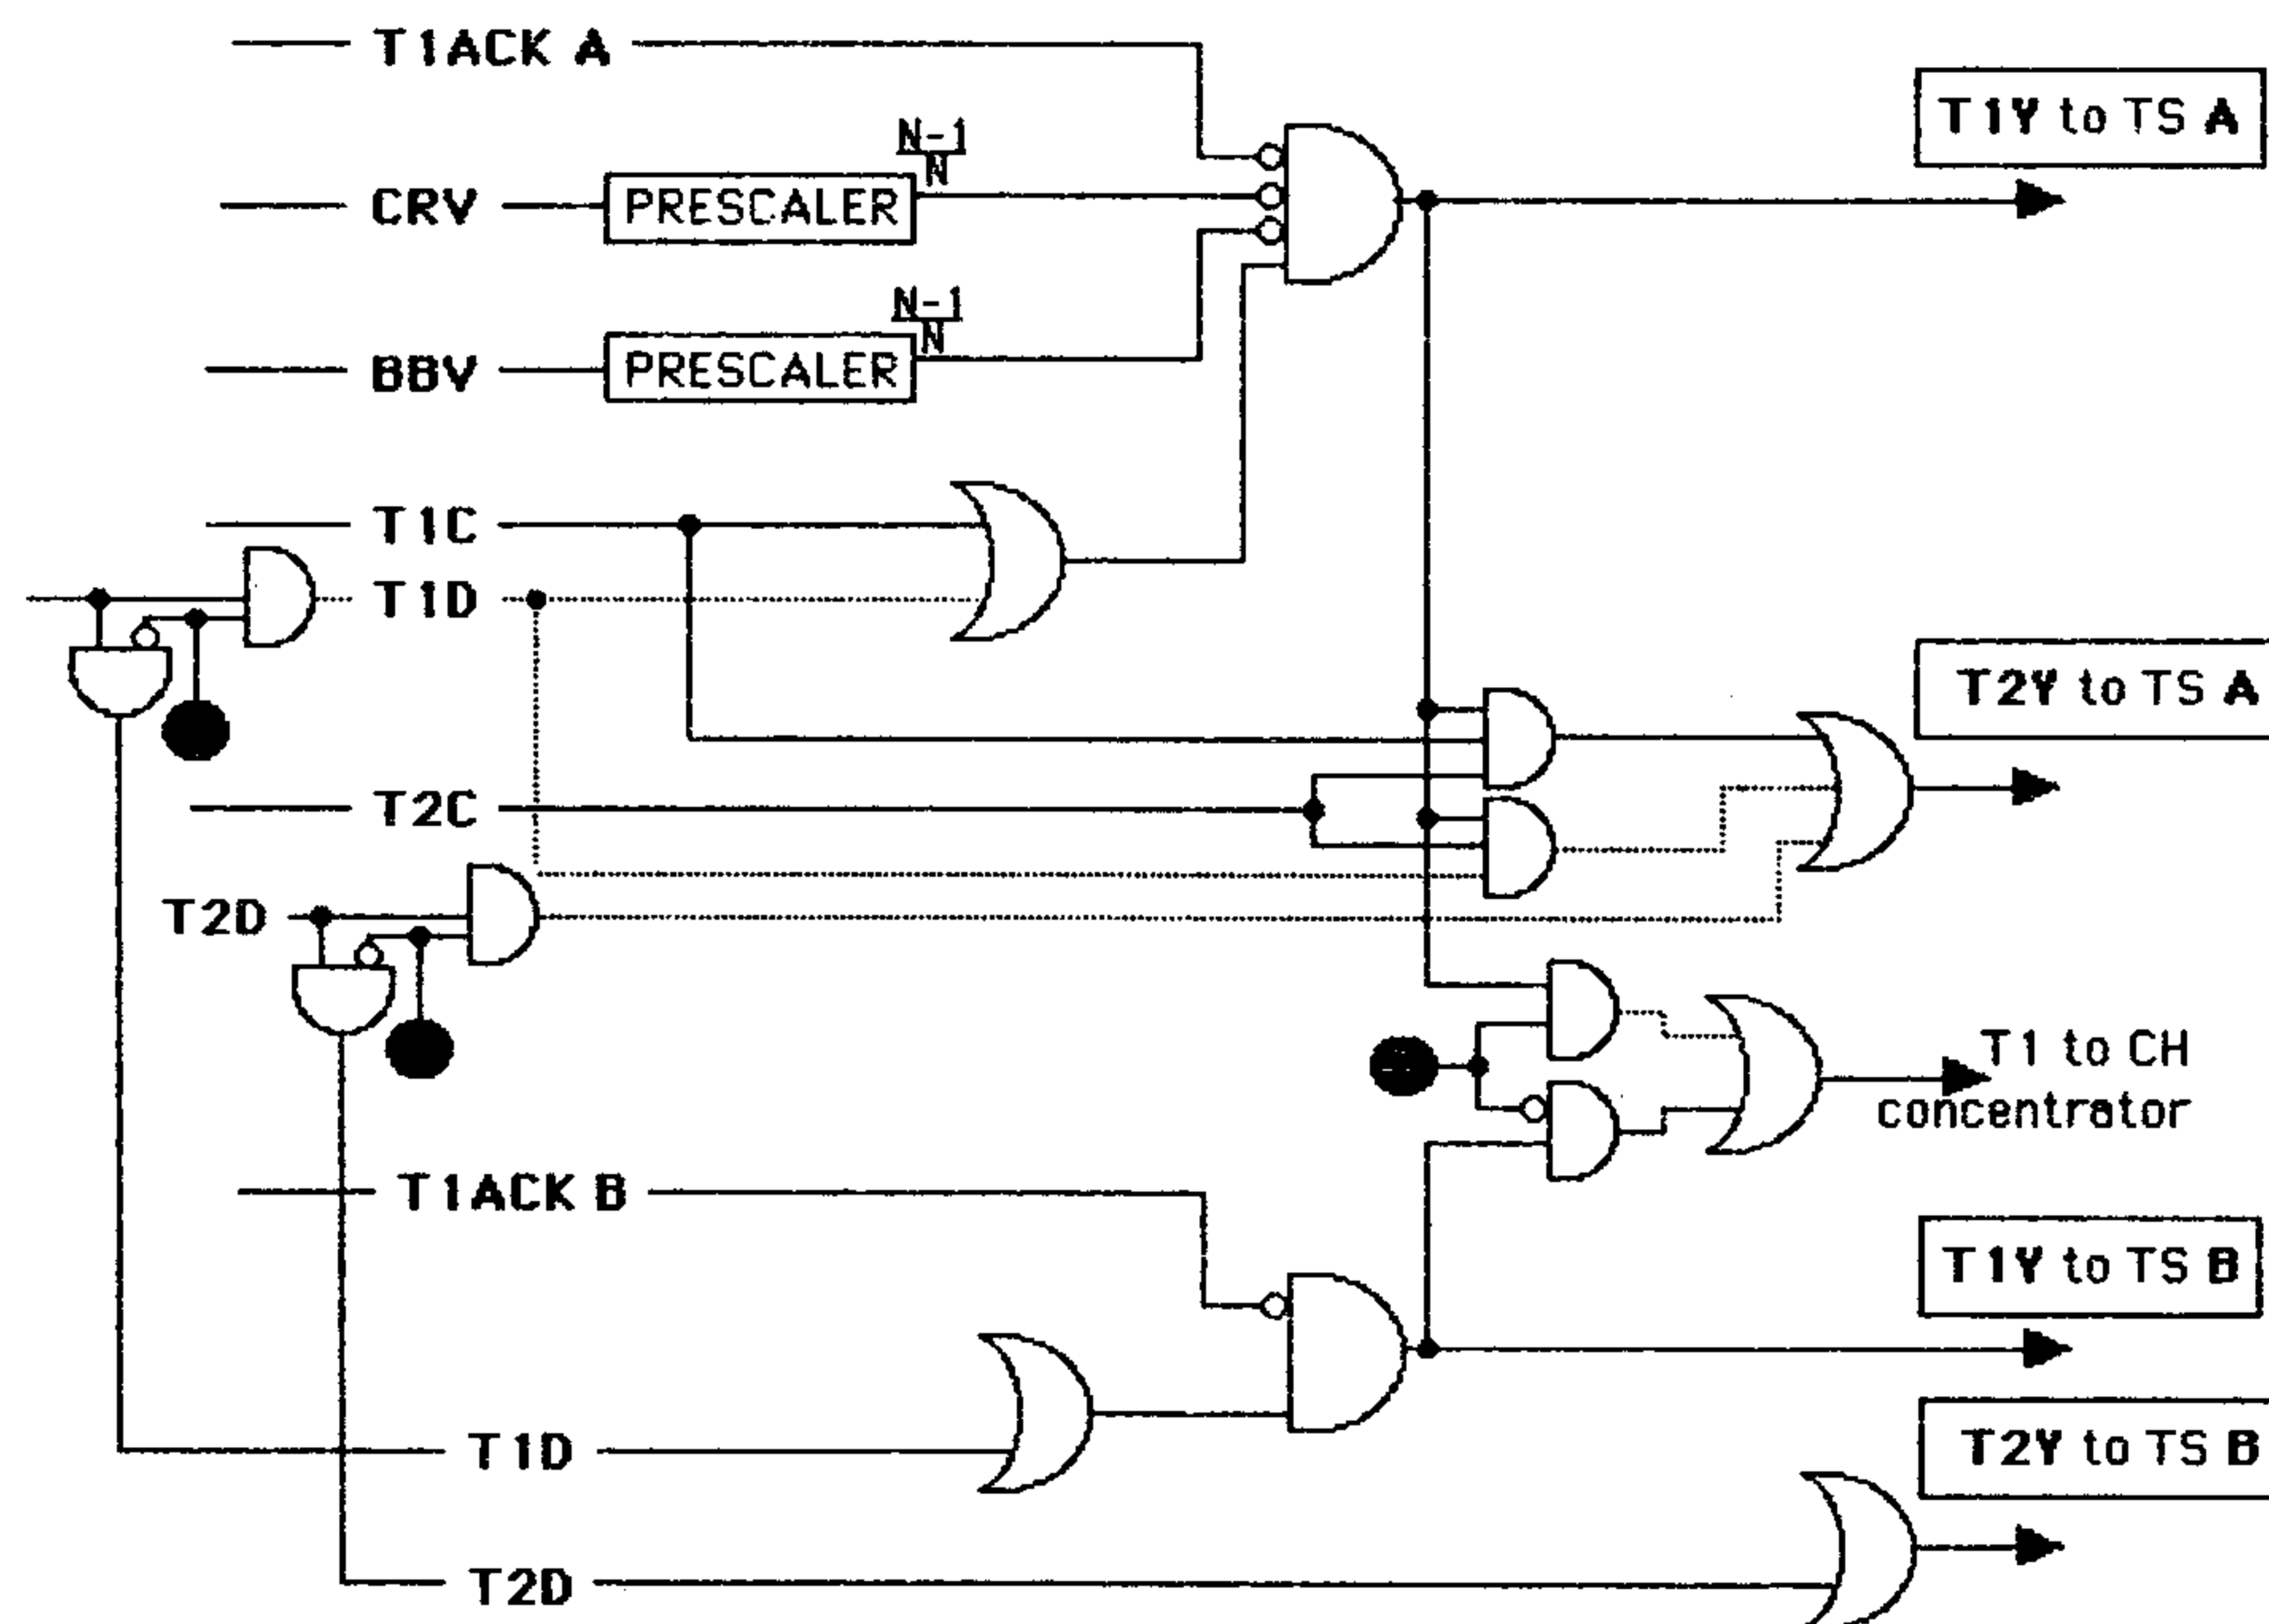 T1ACK A
T1Y to TS A
N-1
N
CRV
PRESCALER
N-1
N
BBV
PRESCALER
T1C
T1D
T2Y to TS A
T2C
T2D
T1 to CH
concentrator
T1ACK B
T1Y to TS B
T2Y to TS B
T1D
T2D